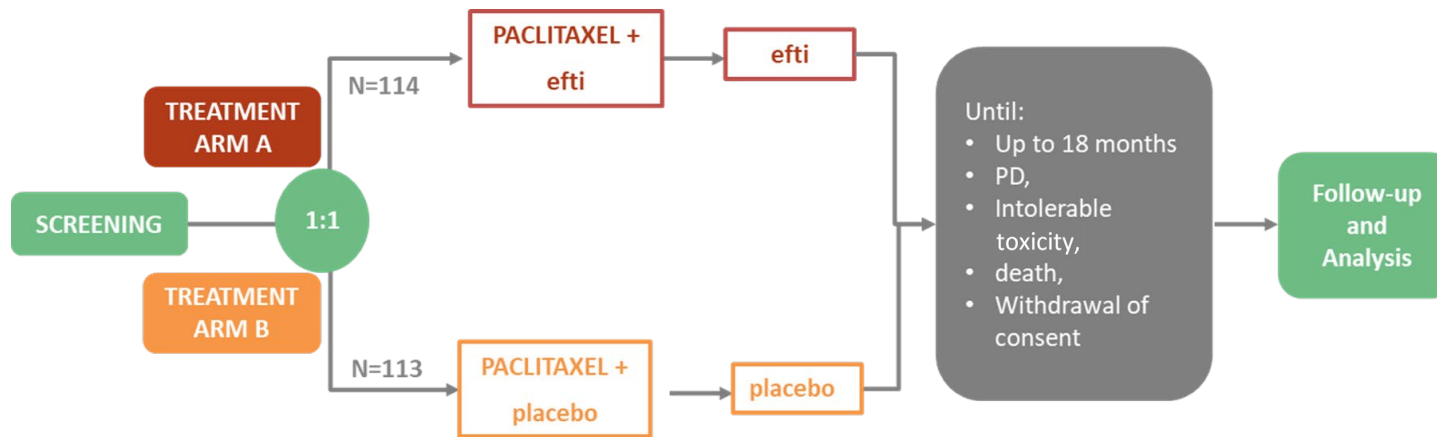 SCREENING
TREATMENT
ARM A
1:1
TREATMENT
ARM B
N=114
PACLITAXEL +
efti
efti
N=113
PACLITAXEL +
placebo
placebo
Until:
• Up to 18 months
• PD,
• Intolerable
toxicity,
• death,
• Withdrawal of
consent
Follow-up
and
Analysis